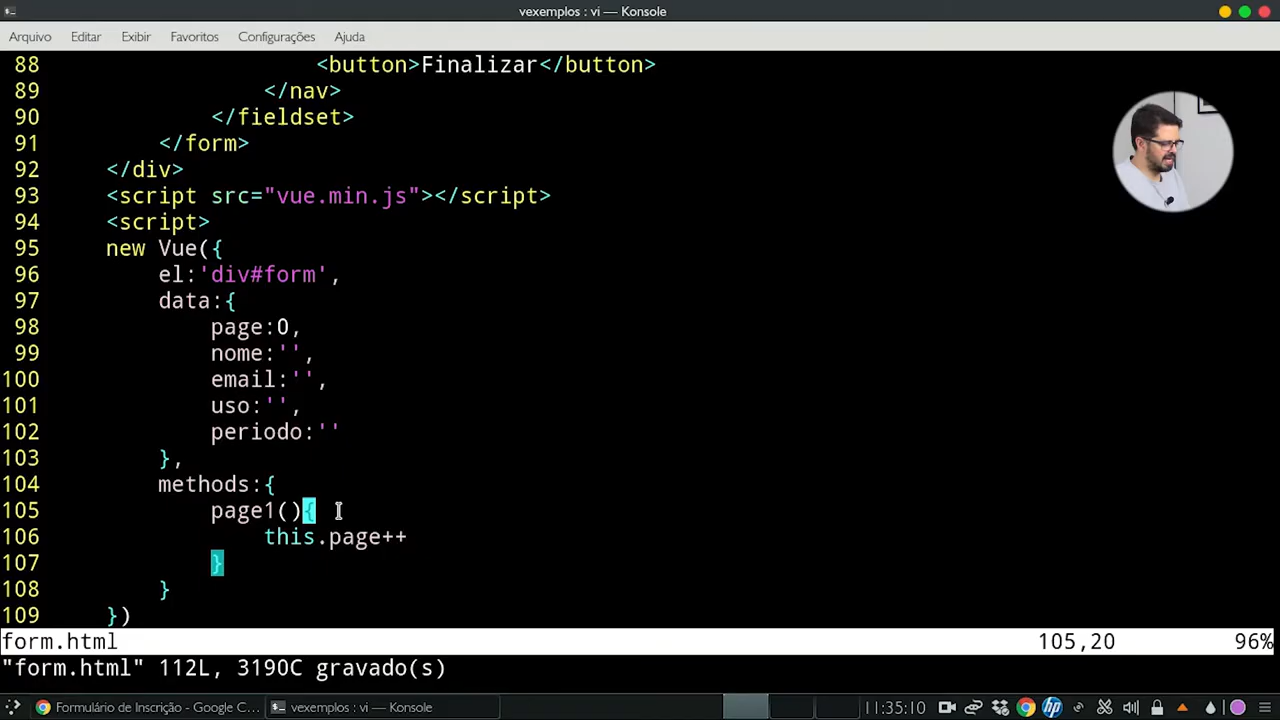 vexemplos : vi — Konsole
Arquivo Editar Exibir Favoritos Configurações Ajuda
88 <button>Finalizar</button>
89 </nav>
90 </fieldset>
91 </form>
92 </div>
93 <script src="vue.min.js"></script>
94 <script>
95 new Vue({
96 el:'div#form',
97 data:{
98 page:0,
99 nome:'',
100 email:'',
101 uso:'',
102 periodo:''
103 },
104 methods:{
105 page1(){
106 this.page++
107 }
108 }
109 })
form.html 105,20 96%
"form.html" 112L, 3190C gravado(s)
Formulário de Inscrição - Google C... vexemplos : vi — Konsole 11:35:10